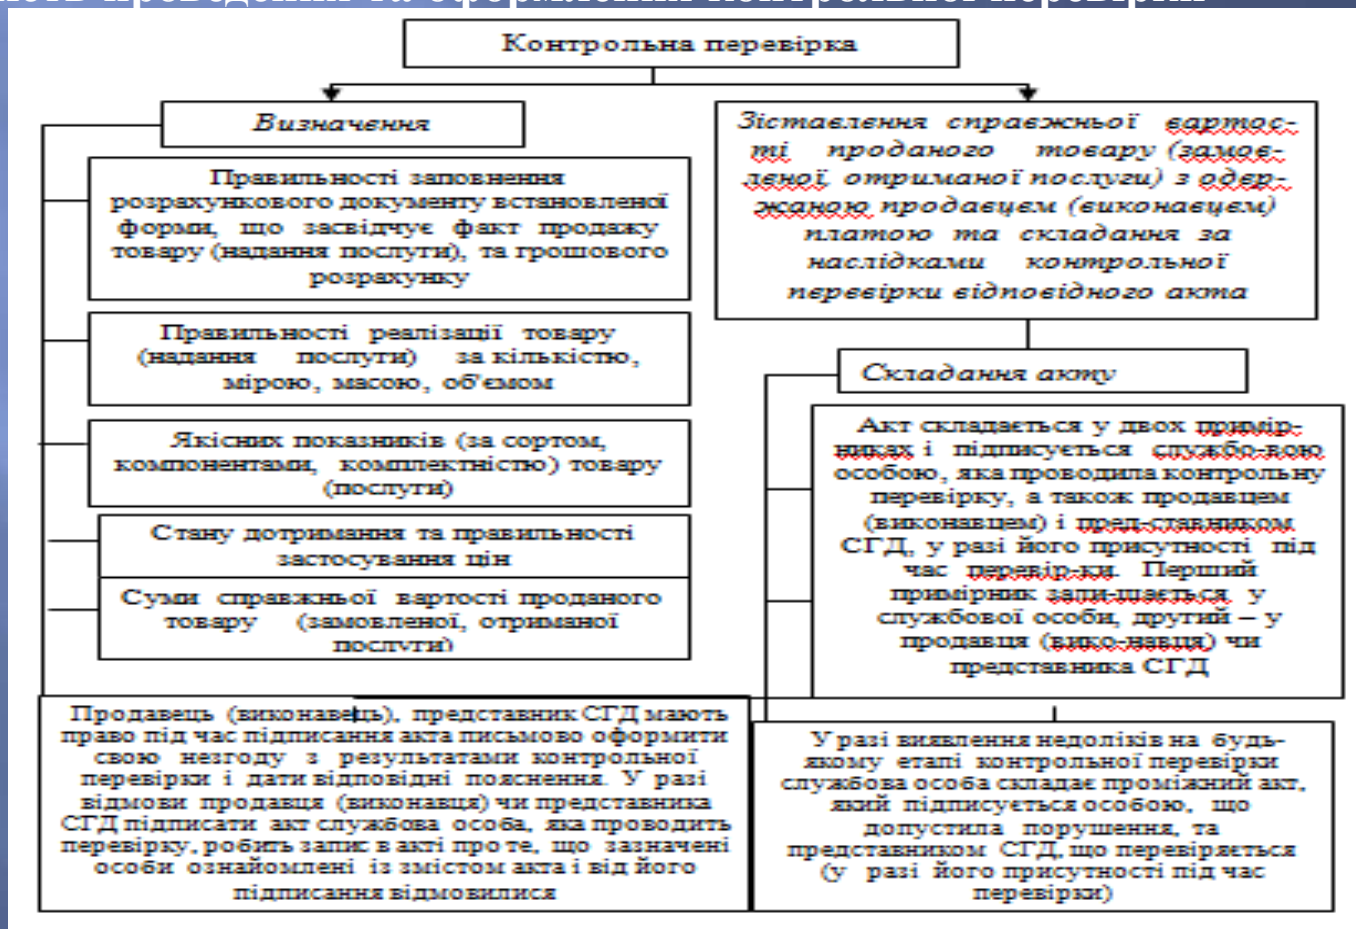 та оформлення контрольної перевірки
Контрольна перевірка
Визначення
Правильності заповнення
розрахункового документу встановленої
форми, що засвідчує факт продажу
товару (надання послуги), та грошового
розрахунку
Правильності реалізації товару
(надання послуги) за кількістю,
мірою, масою, об'ємом
Якісних показників (за сортом,
компонентами, комплектністю) товару
(послуги)
Стану дотримання та правильності
застосування цін
Суми справжньої вартості проданого
товару (замовленої, отриманої
послуги)
Зіставлення справжньої вартос-
ті проданого товару (замов-
леної, отриманої послуги) з одер-
жаною продавцем (виконавцем)
платою та складання за
наслідками контрольної
перевірки відповідного акта
Складання акту
Акт складається у двох примір-
никах і підписується службо-вою
особою, яка проводила контрольну
перевірку, а також продавцем
(виконавцем) і пред-ставником
СГД, у разі його присутності під
час перевір-ки. Перший
примірник зали-шається у
службової особи, другий – у
продавця (вико-навця) чи
представника СГД
Продавець (виконавець), представник СГД мають
право під час підписання акта письмово оформити
свою незгоду з результатами контрольної
перевірки і дати відповідні пояснення. У разі
відмови продавця (виконавця) чи представника
СГД підписати акт службова особа, яка проводить
перевірку, робить запис в акті про те, що зазначені
особи ознайомлені із змістом акта і від його
підписання відмовилися
У разі виявлення недоліків на будь-
якому етапі контрольної перевірки
службова особа складає проміжний акт,
який підписується особою, що
допустила порушення, та
представником СГД, що перевіряється
(у разі його присутності під час
перевірки)